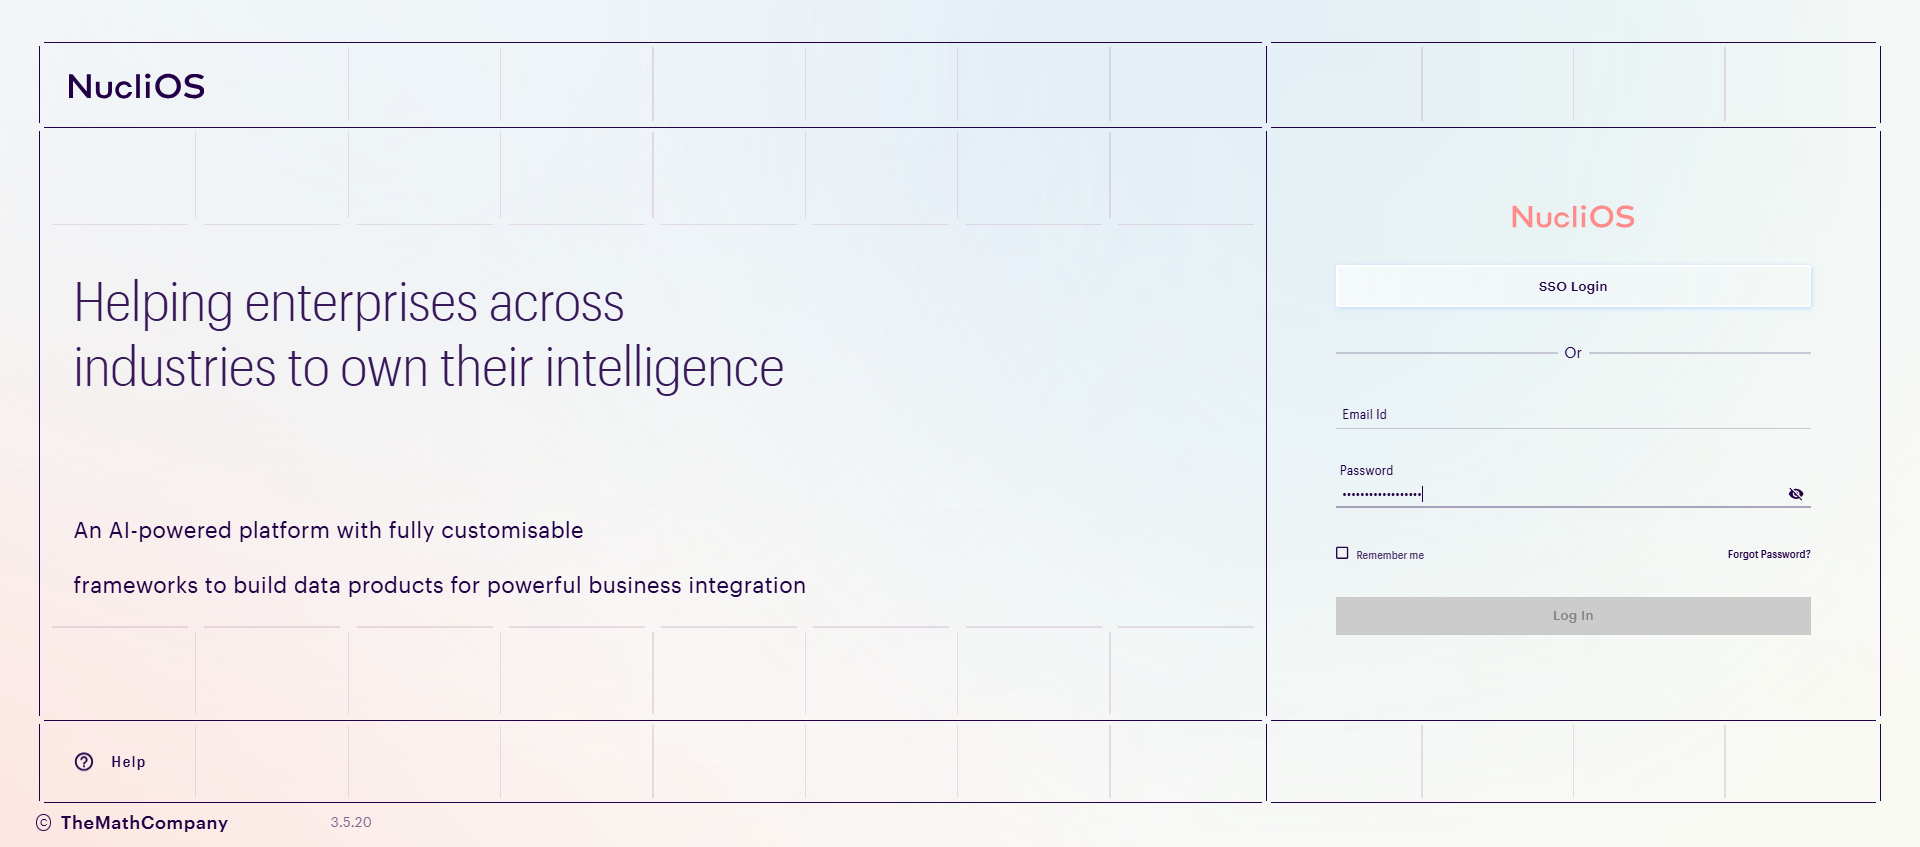 NucliOS
Helping enterprises across
industries to own their intelligence
An AI-powered platform with fully customisable
frameworks to build data products for powerful business integration
NucliOS
SSO Login
Or
Email Id
Password
••••••••••••••••••
Remember me
Forgot Password?
Log In
Help
© TheMathCompany
3.5.20